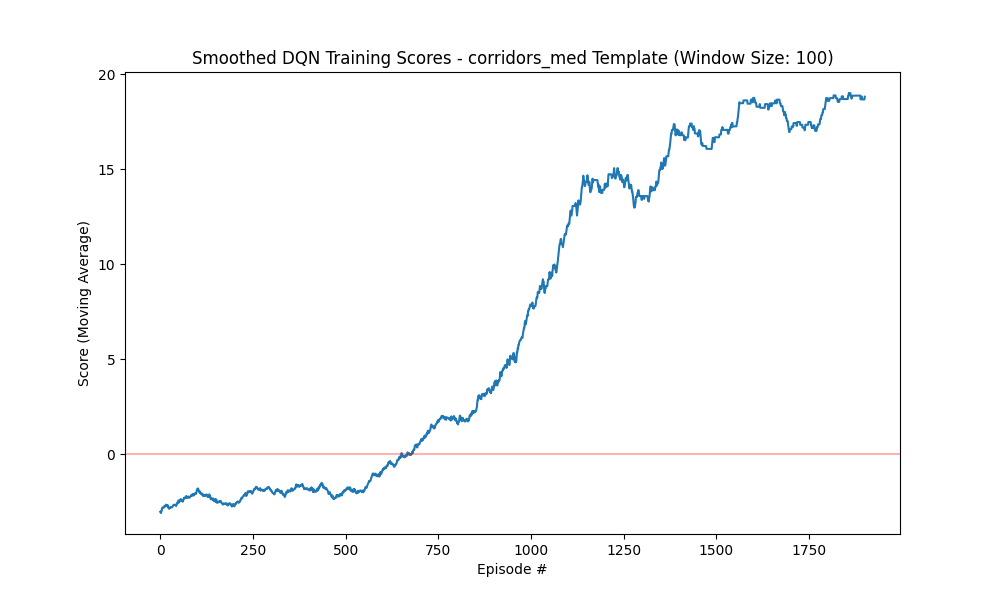 Smoothed DQN Training Scores - corridors_med Template (Window Size: 100)
20
15
10
5
0
Score (Moving Average)
0 250 500 750 1000 1250 1500 1750
Episode #